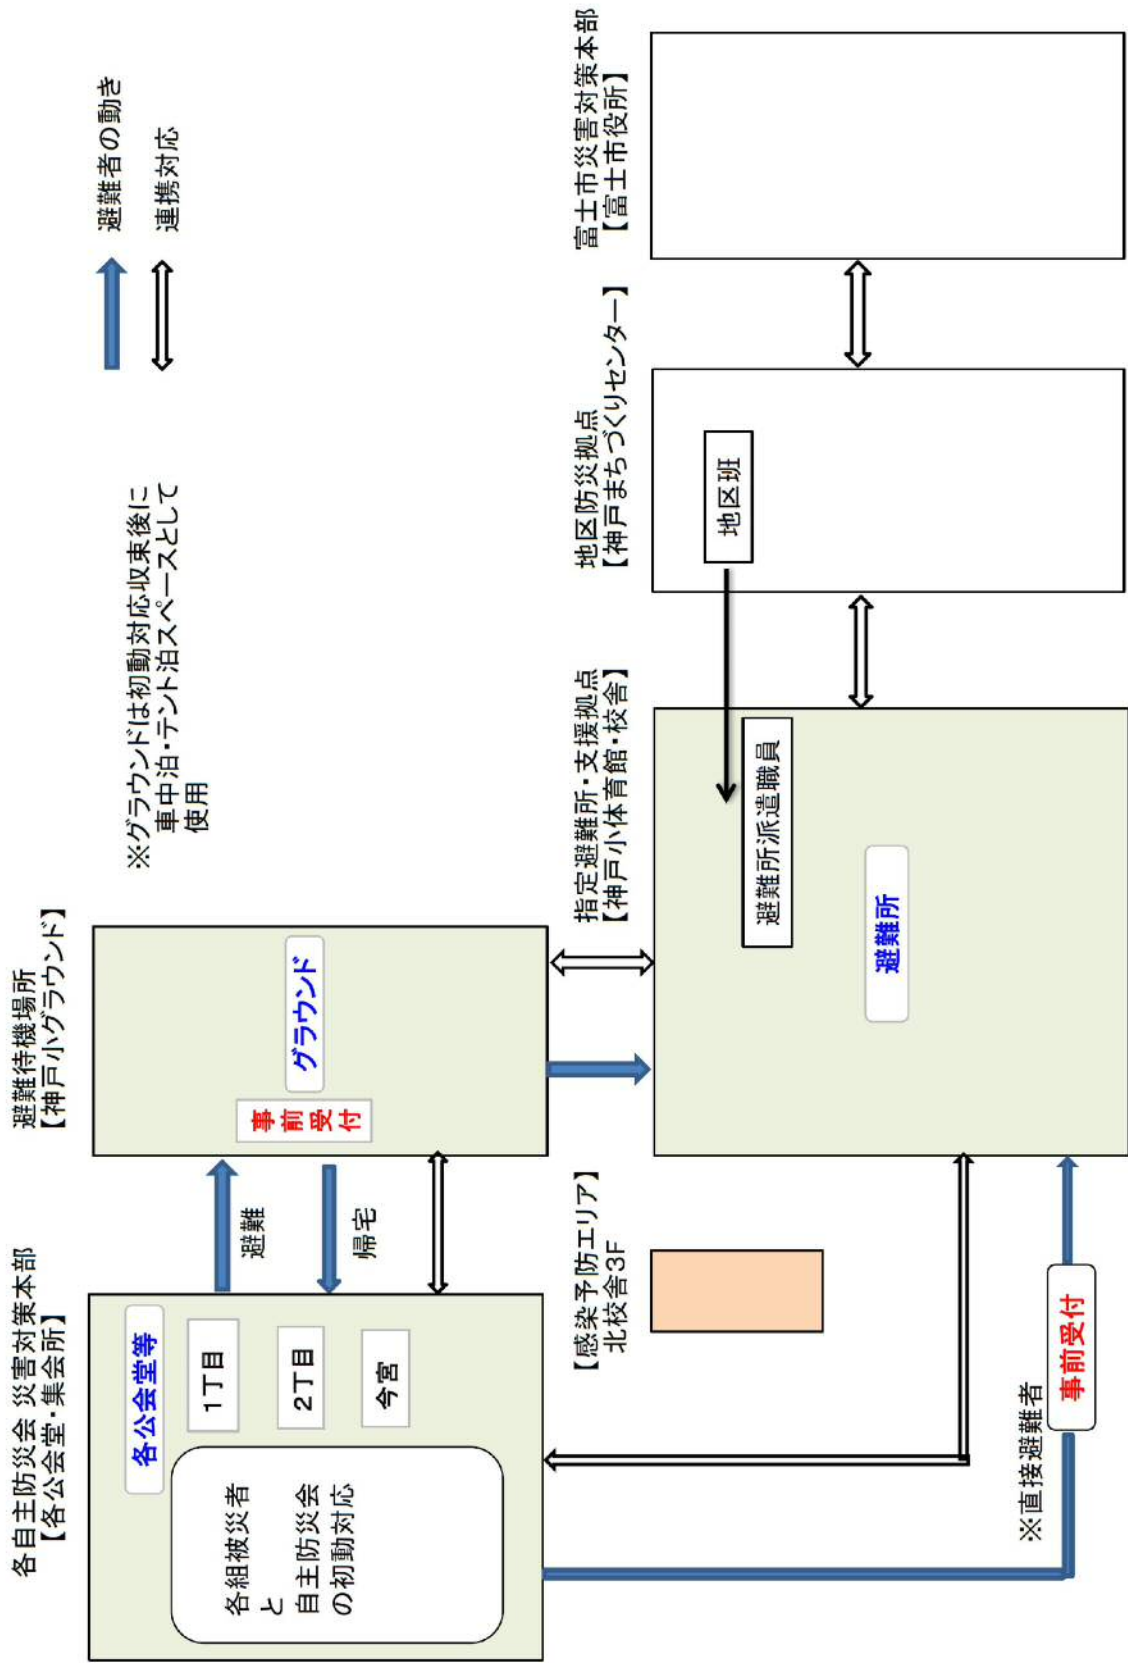 各自主防災会 災害対策本部
【各公会堂・集会所】
各公会堂等
1丁目
2丁目
今宮
各組被災者
と
自主防災会
の初動対応
避難
帰宅
避難待機場所
【神戸小グラウンド】
グラウンド
事前
受付
※グラウンドは初動対応収束後に
車中泊・テント泊スペースとして
使用
避難者の動き
連携対応
【感染予防エリア】
北校舎3F
※直接避難者
事前受付
指定避難所・支援拠点
【神戸小体育館・校舎】
避難所派遣職員
避難所
地区防災拠点
【神戸まちづくりセンター】
地区班
富士市災害対策本部
【富士市役所】